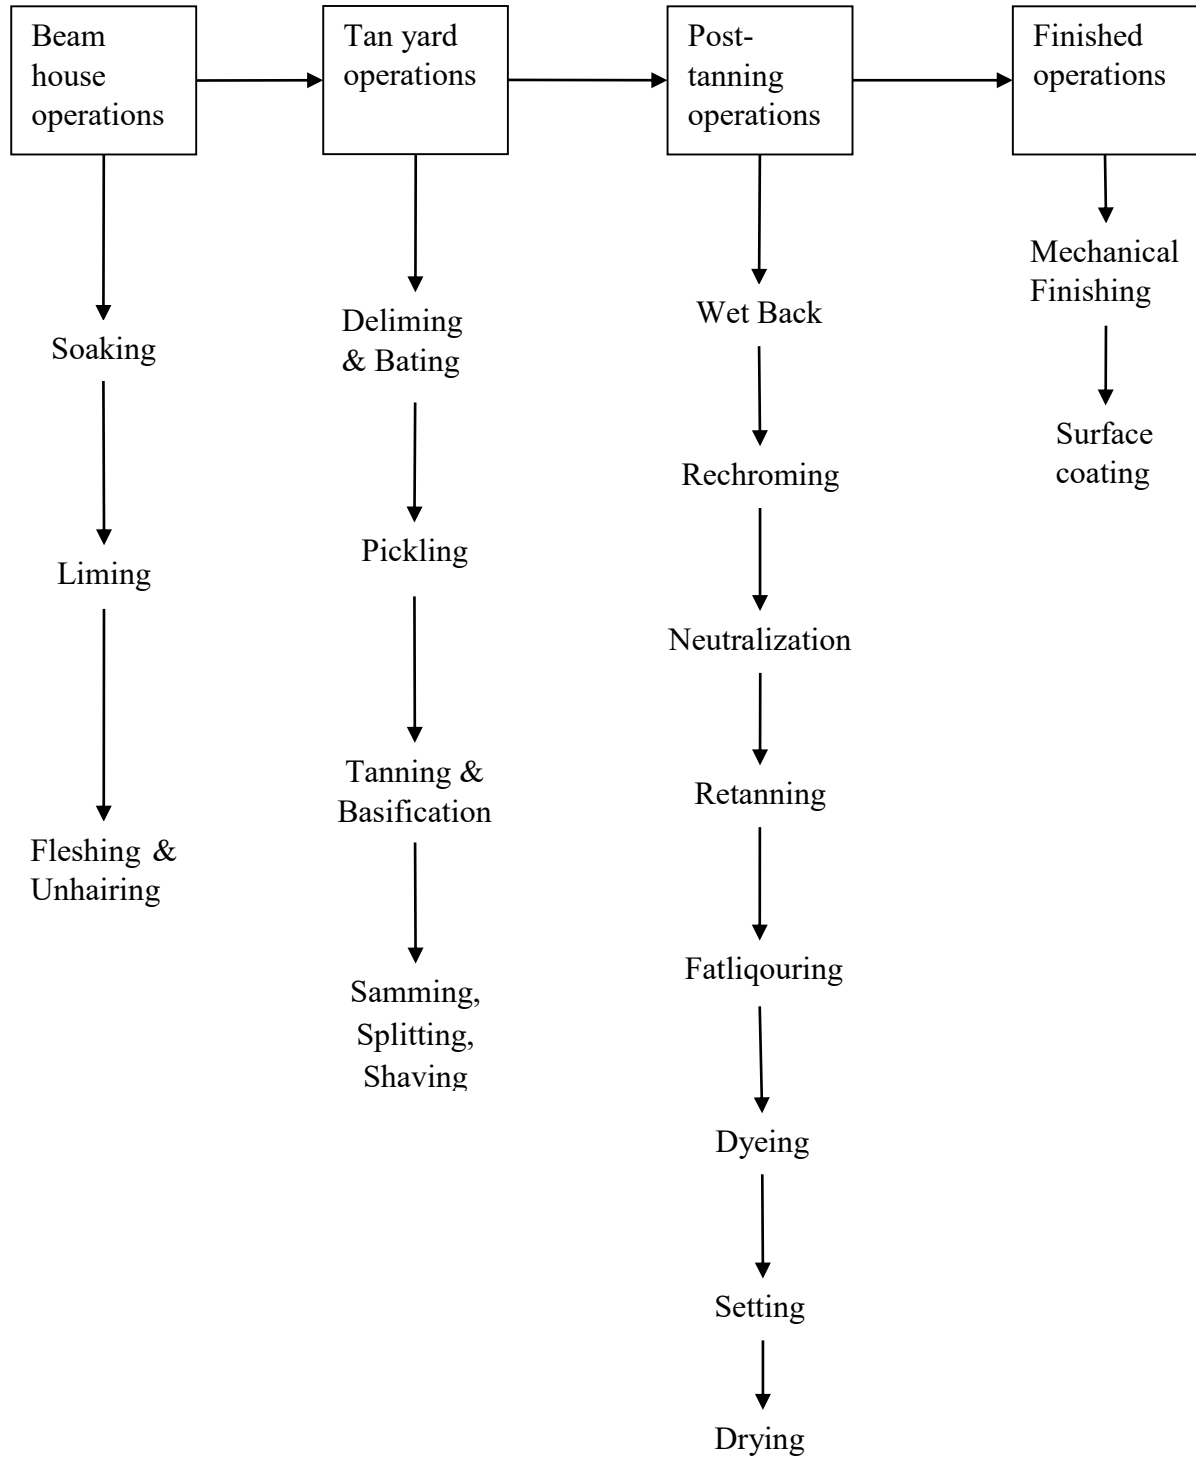 Beam
house
operations
Tan yard
operations
Post-
tanning
operations
Finished
operations
Soaking
Liming
Fleshing &
Unhairing
Deliming
& Bating
Pickling
Tanning &
Basification
Samming,
Splitting,
Shaving
Wet Back
Rechroming
Neutralization
Retanning
Fatliqouring
Dyeing
Setting
Drying
Mechanical
Finishing
Surface
coating